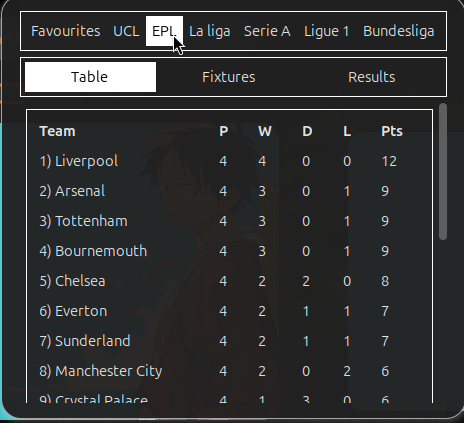 Favourites UCL EPL La liga Serie A Ligue 1 Bundesliga
Table Fixtures Results
Team P W D L Pts
1) Liverpool 4 4 0 0 12
2) Arsenal 4 3 0 1 9
3) Tottenham 4 3 0 1 9
4) Bournemouth 4 3 0 1 9
5) Chelsea 4 2 2 0 8
6) Everton 4 2 1 1 7
7) Sunderland 4 2 1 1 7
8) Manchester City 4 2 0 2 6
9) Crystal Palace 4 1 3 0 6